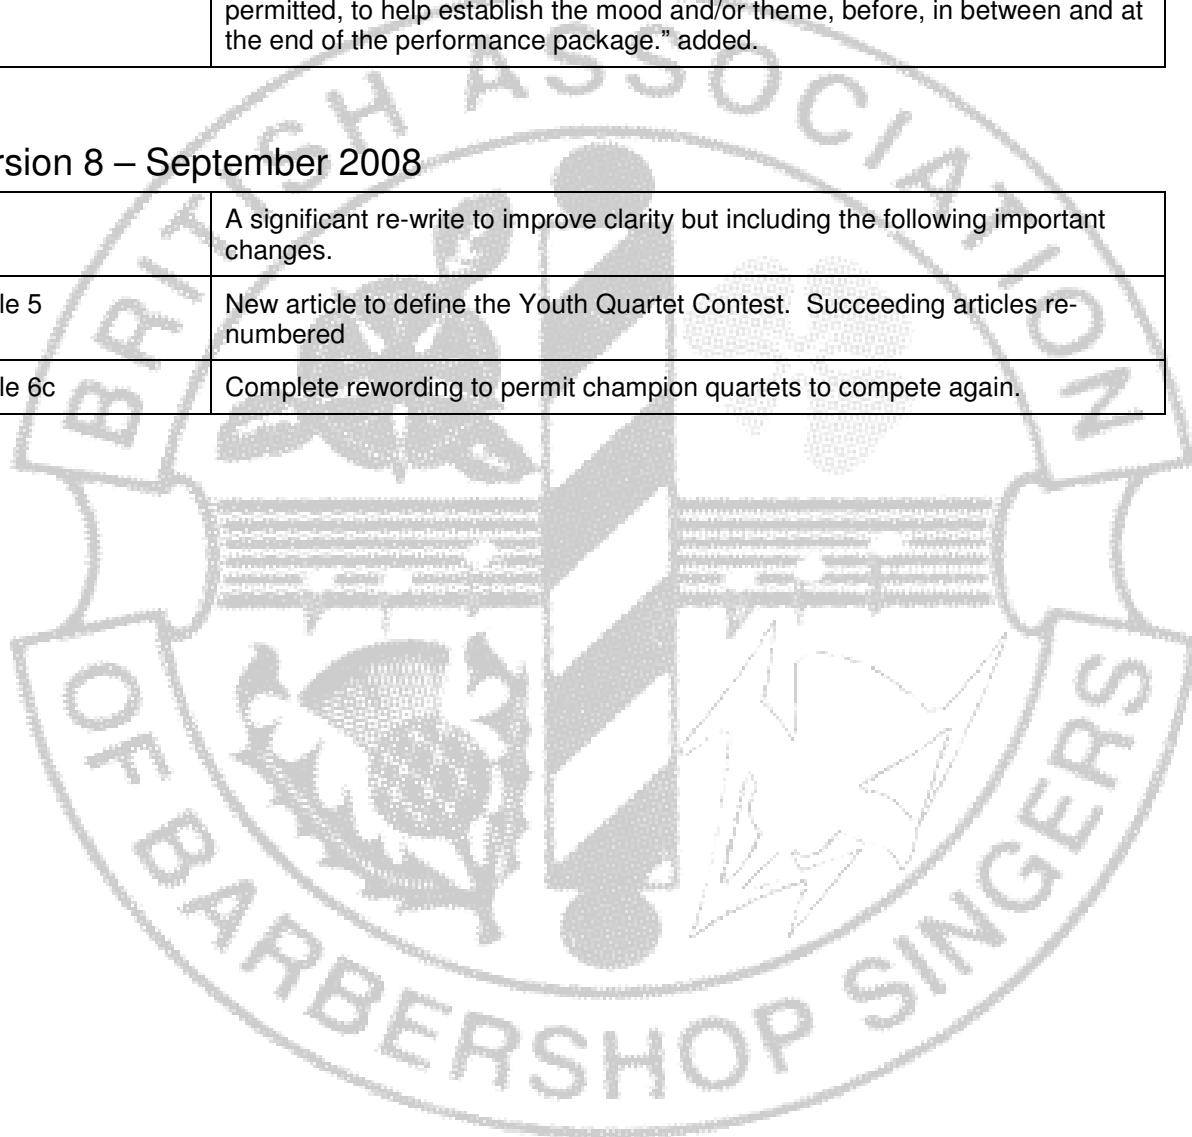 permitted, to help establish the mood and/or theme, before, in between and at
the end of the performance package.” added.
rsion 8 – September 2008
A significant re-write to improve clarity but including the following important
changes.
le 5
New article to define the Youth Quartet Contest.  Succeeding articles re-
numbered
le 6c
Complete rewording to permit champion quartets to compete again.
BRITISH ASSOCIATION
OF BARBERSHOP SINGERS